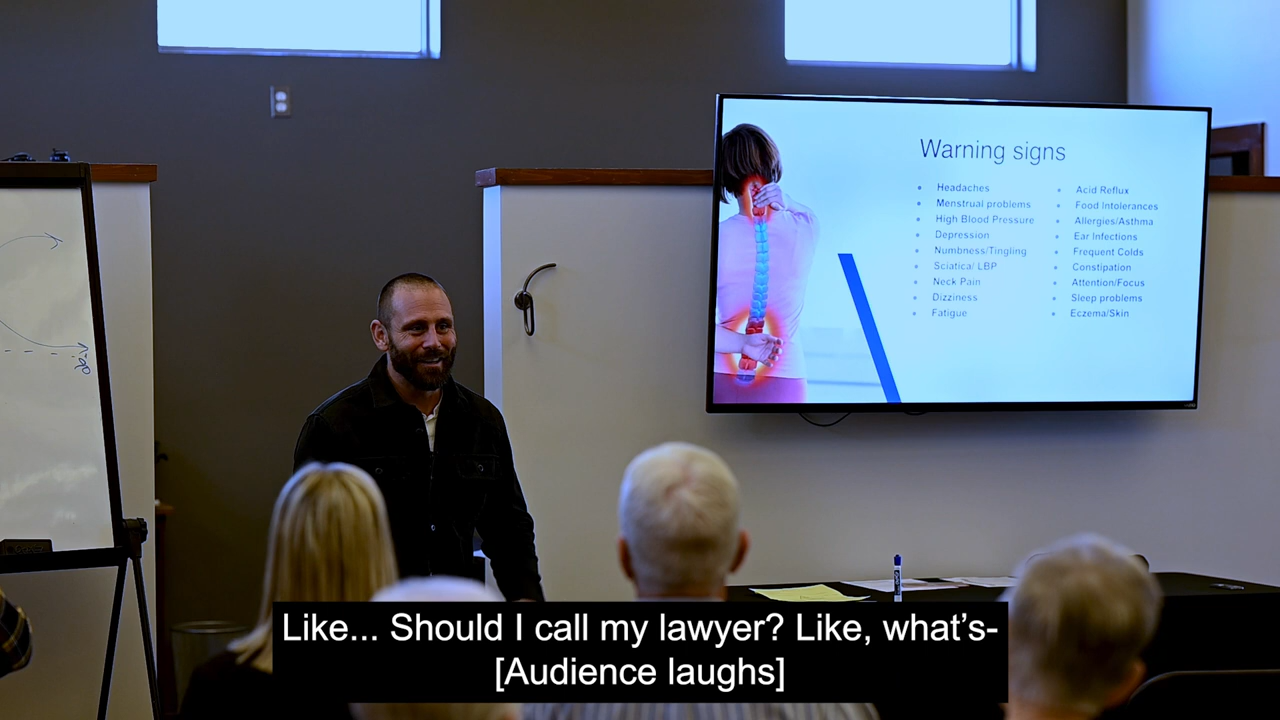 Warning signs
Headaches
Menstrual problems
High Blood Pressure
Depression
Numbness/Tingling
Sciatica/ LBP
Neck Pain
Dizziness
Fatigue
Acid Reflux
Food Intolerances
Allergies/Asthma
Ear Infections
Frequent Colds
Constipation
Attention/Focus
Sleep problems
Eczema/Skin
Like... Should I call my lawyer? Like, what's-
[Audience laughs]